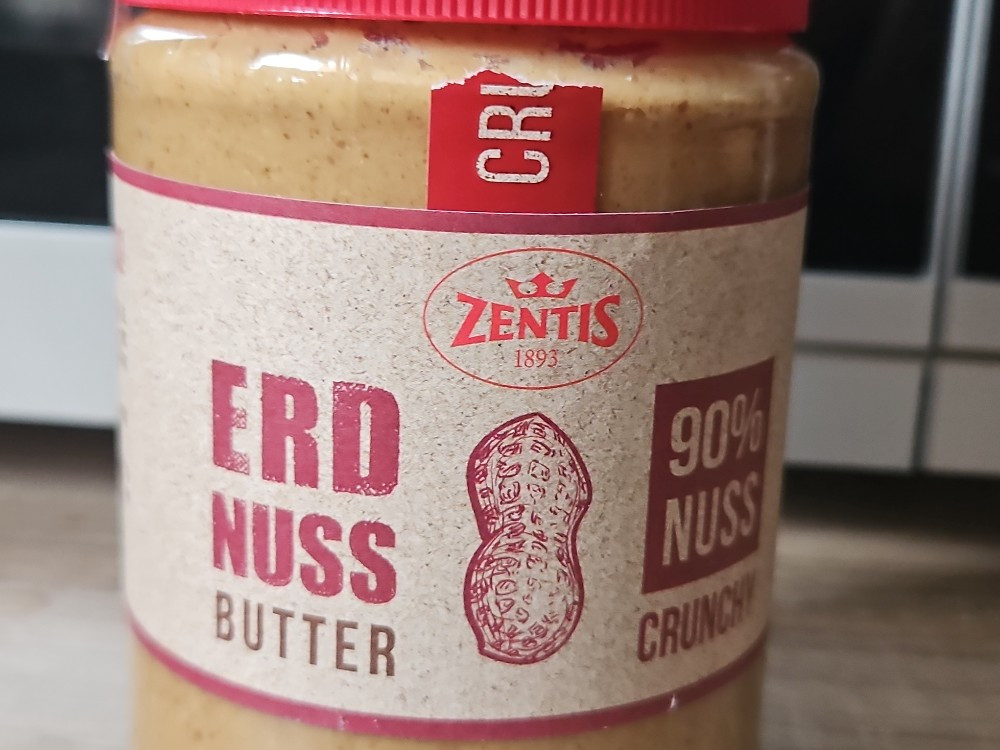 CRU
ZENTIS
1893
ERD
NUSS
BUTTER
90%
NUSS
CRUNCHY